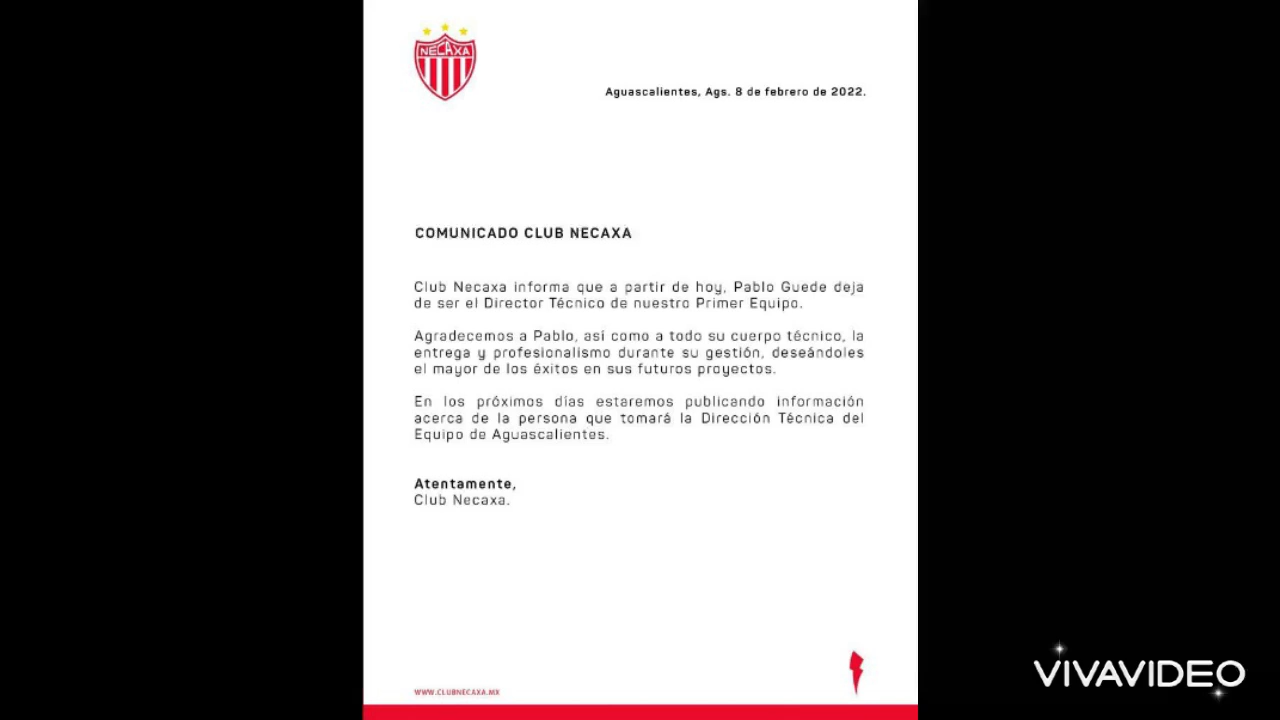 NECAXA
Aguascalientes, Ags. 8 de febrero de 2022.
COMUNICADO CLUB NECAXA
Club Necaxa informa que a partir de hoy, Pablo Guede deja
de ser el Director Técnico de nuestro Primer Equipo.
Agradecemos a Pablo, así como a todo su cuerpo técnico, la
entrega y profesionalismo durante su gestión, deseándoles
el mayor de los éxitos en sus futuros proyectos.
En los próximos días estaremos publicando información
acerca de la persona que tomará la Dirección Técnica del
Equipo de Aguascalientes.
Atentamente,
Club Necaxa.
WWW.CLUBNECAXA.MX
VIVAVIDEO